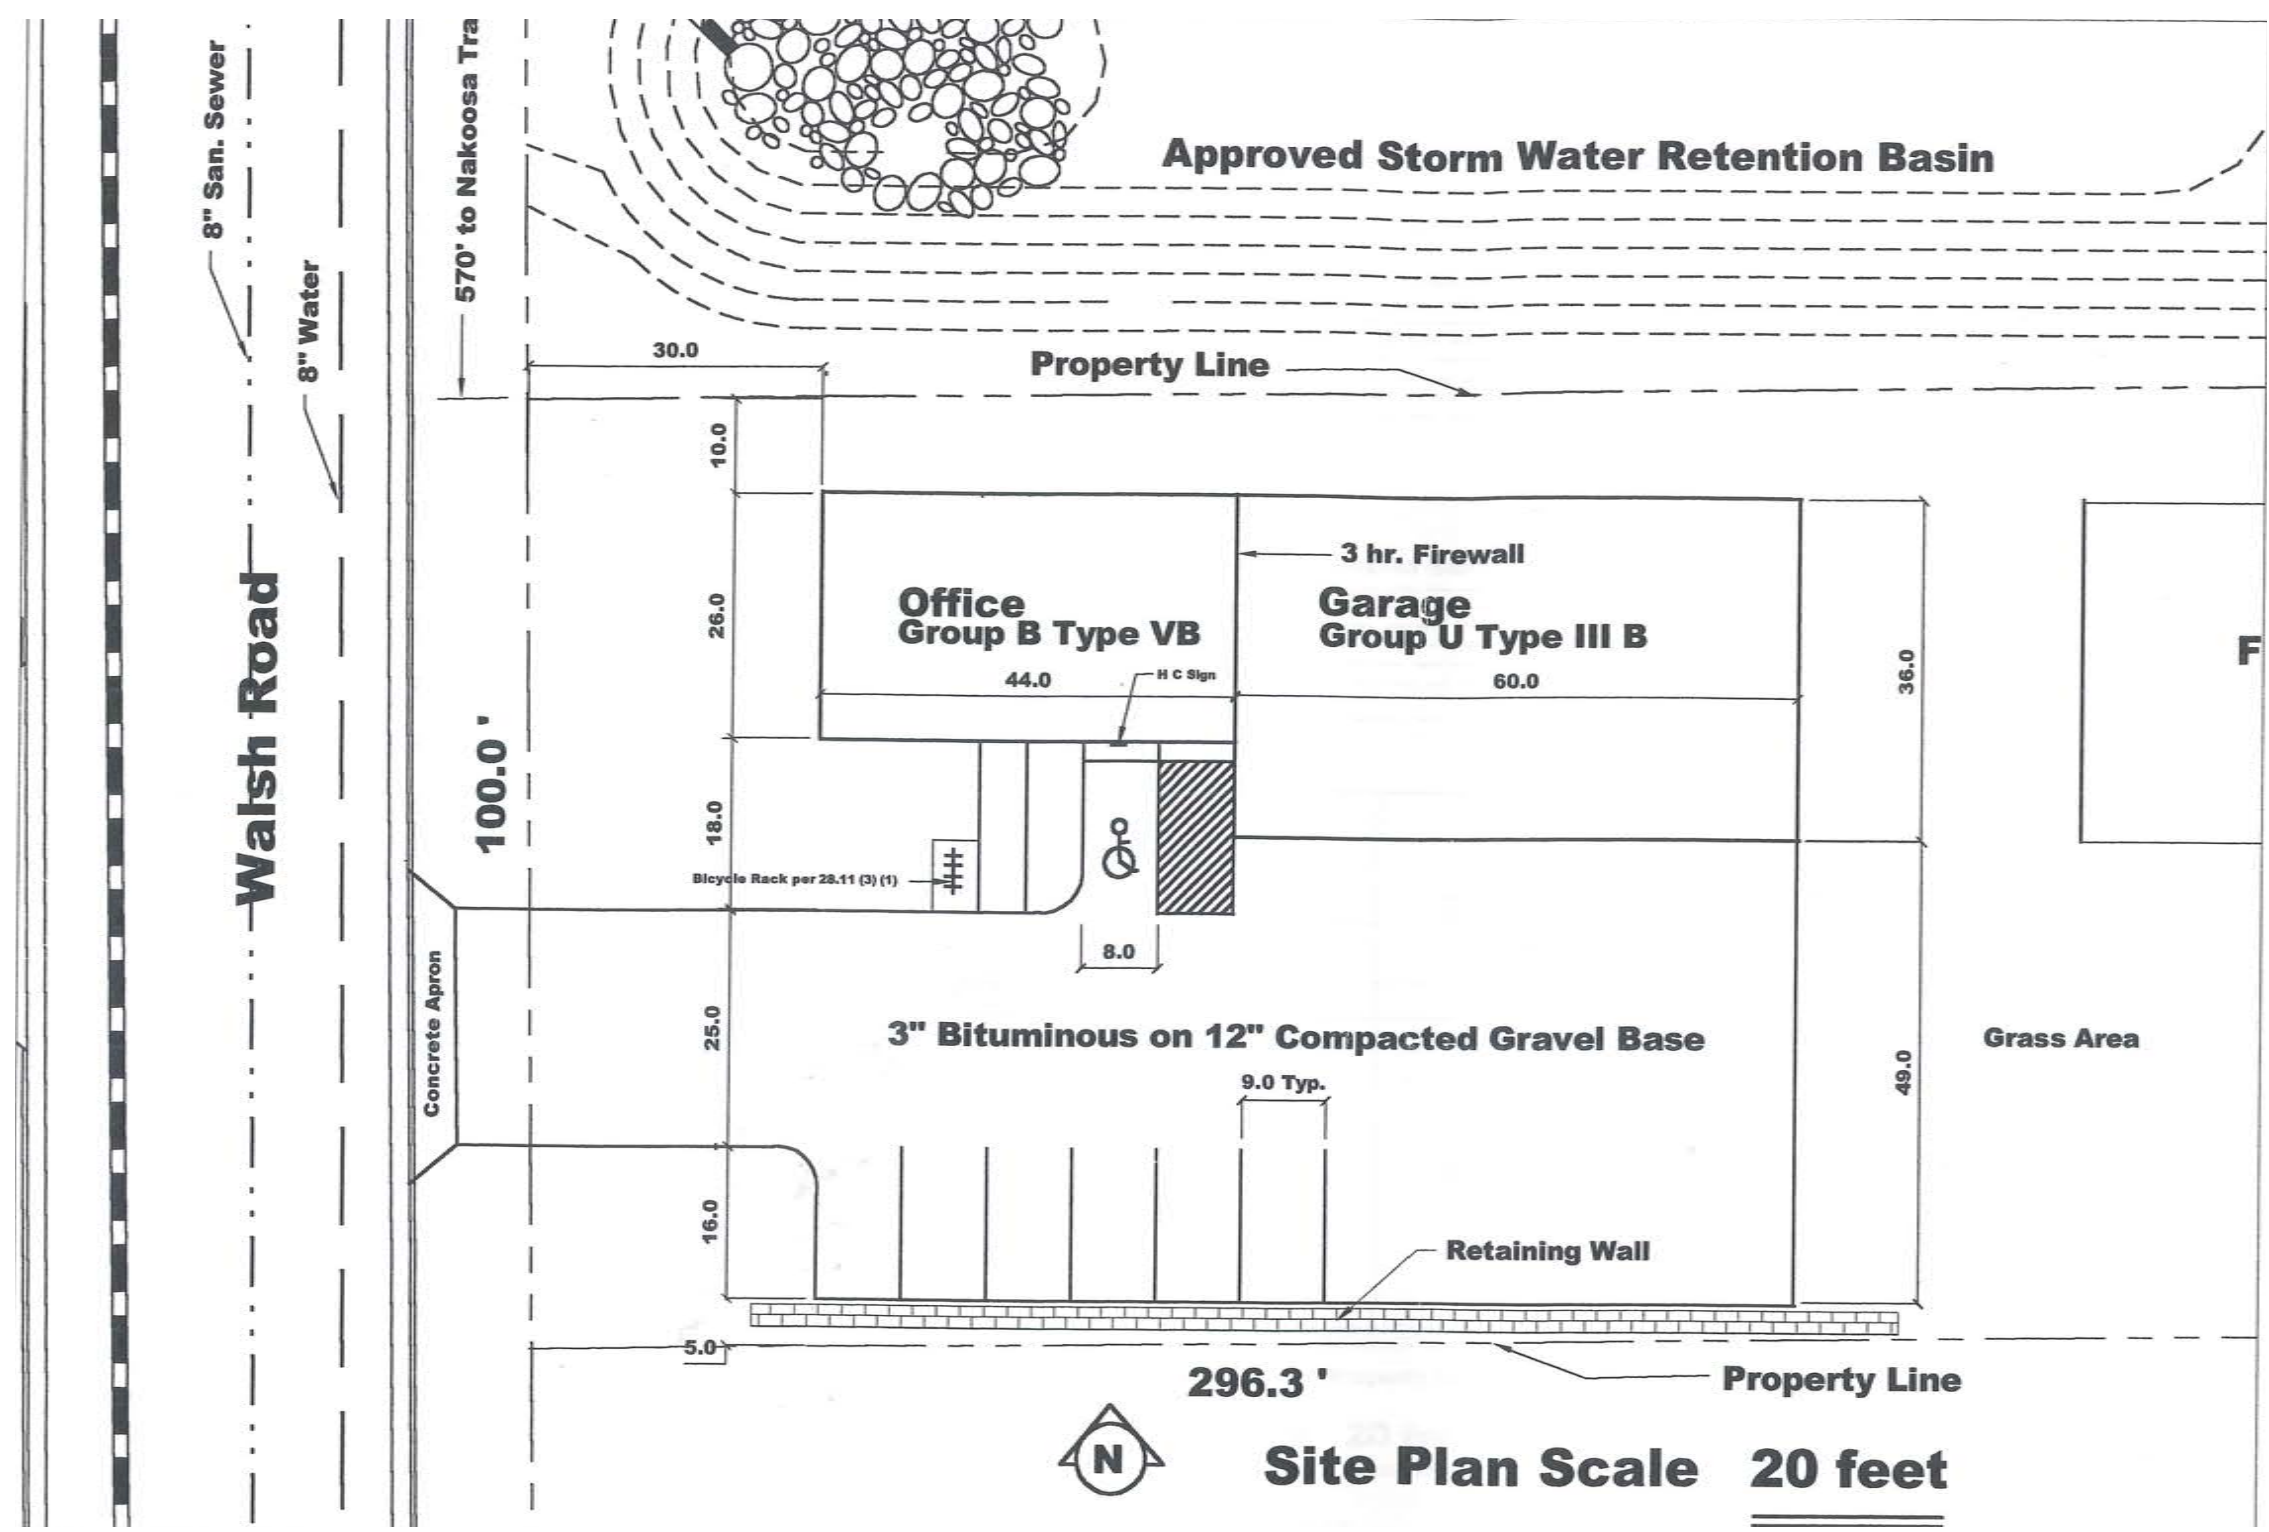 8" San. Sewer
8" Water
570' to Nakoosa Tra
Approved Storm Water Retention Basin
30.0
Property Line
10.0
3 hr. Firewall
Office
Group B Type VB
Garage
Group U Type III B
26.0
44.0
H C Sign
60.0
36.0
F
Walsh Road
100.0 '
18.0
Bicycle Rack per 28.11 (3) (1)
8.0
Concrete Apron
25.0
3" Bituminous on 12" Compacted Gravel Base
Grass Area
9.0 Typ.
49.0
16.0
Retaining Wall
5.0
296.3 '
Property Line
N
Site Plan Scale 20 feet